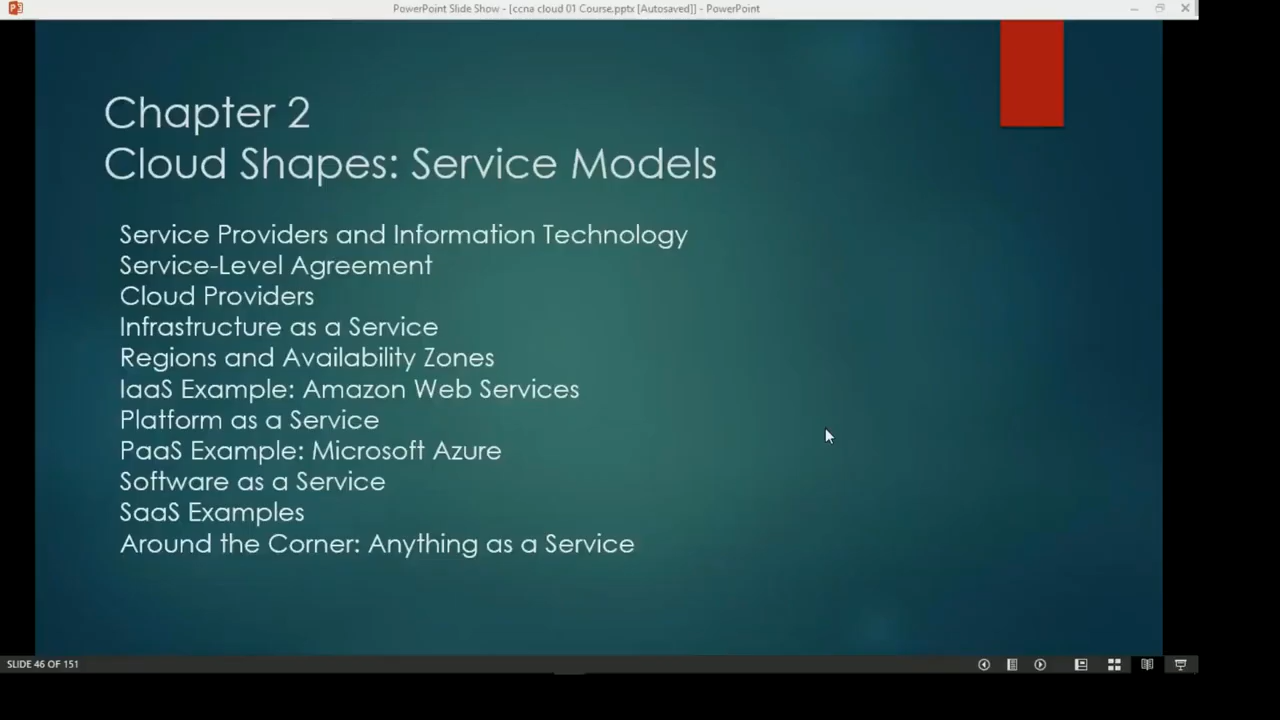 PowerPoint Slide Show - [ccna cloud 01 Course.pptx [Autosaved]] - PowerPoint
Chapter 2
Cloud Shapes: Service Models
Service Providers and Information Technology
Service-Level Agreement
Cloud Providers
Infrastructure as a Service
Regions and Availability Zones
IaaS Example: Amazon Web Services
Platform as a Service
PaaS Example: Microsoft Azure
Software as a Service
SaaS Examples
Around the Corner: Anything as a Service
SLIDE 46 OF 151